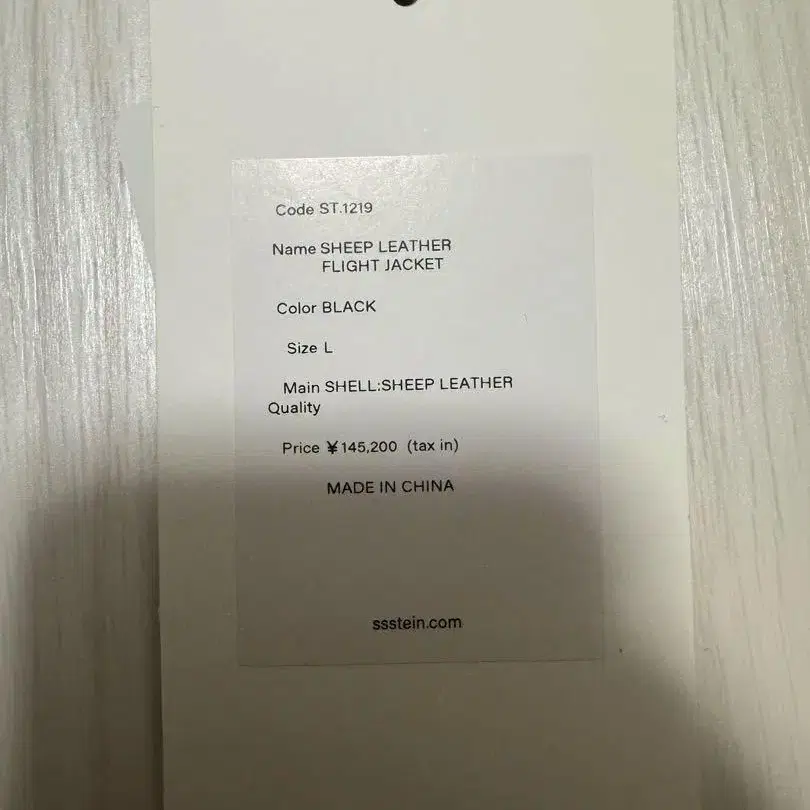 Code ST.1219
Name SHEEP LEATHER
FLIGHT JACKET
Color BLACK
Size L
Main SHELL:SHEEP LEATHER
Quality
Price ¥145,200 (tax in)
MADE IN CHINA
ssstein.com